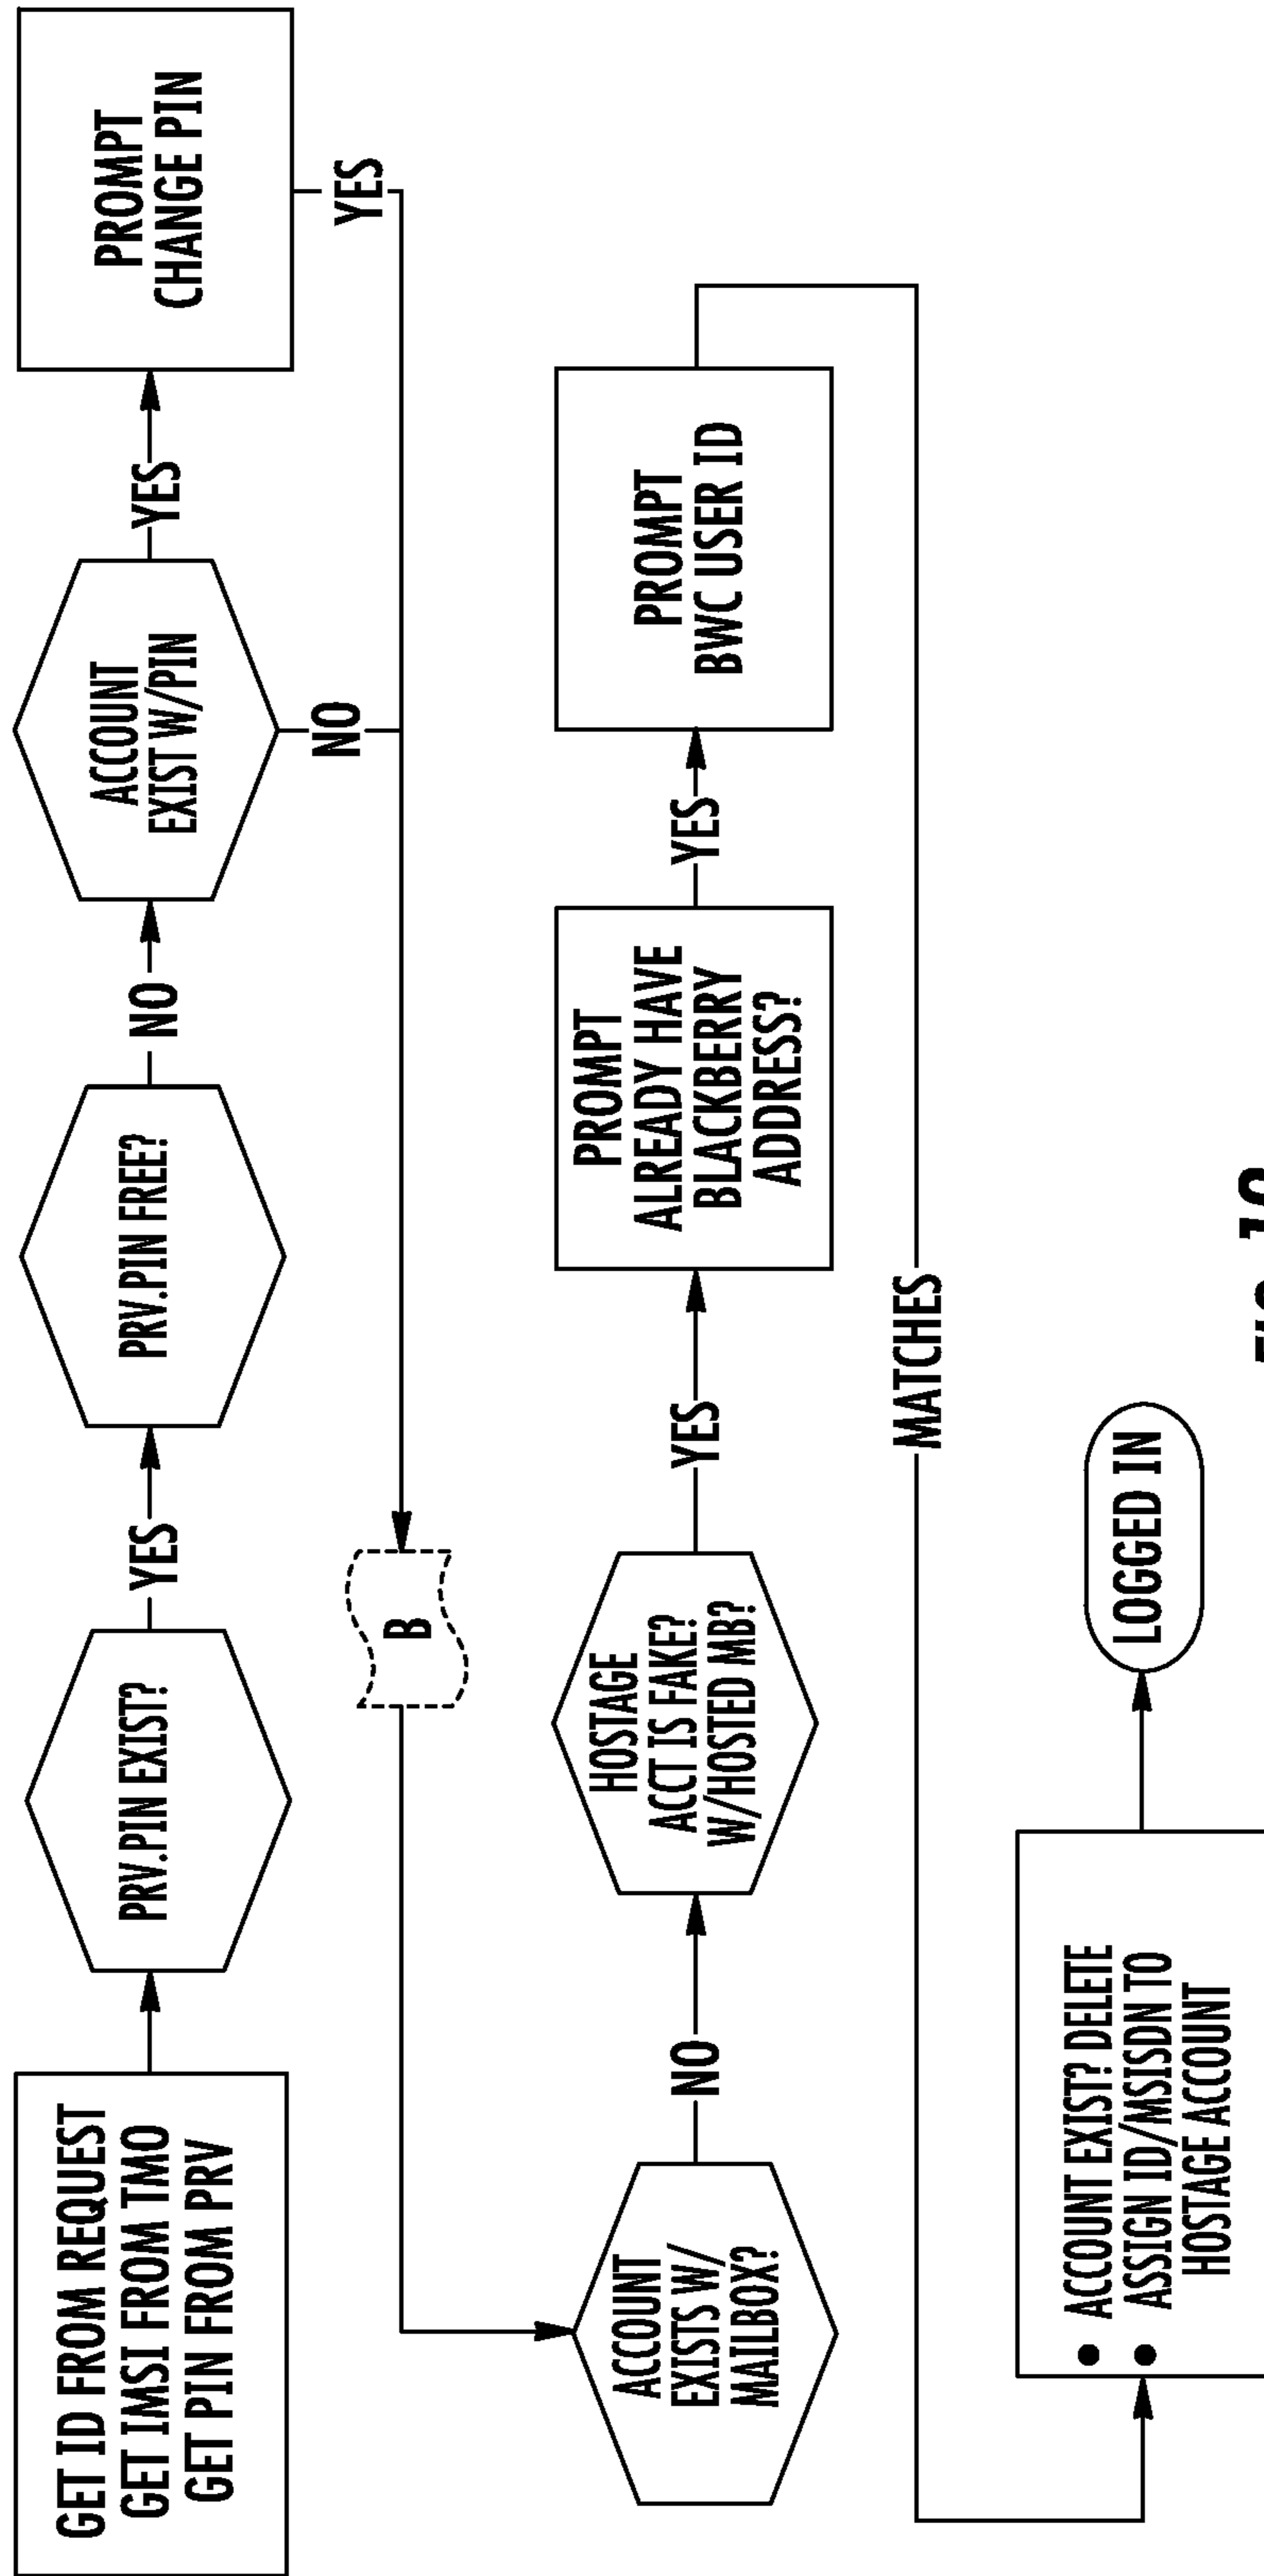 GET ID FROM REQUEST
GET IMSI FROM TMO
GET PIN FROM PRV
PRV.PIN EXIST?
YES
PRV.PIN FREE?
NO
ACCOUNT
EXIST W/PIN
YES
PROMPT
CHANGE PIN
NO
YES
B
ACCOUNT
EXISTS W/
MAILBOX?
NO
HOSTAGE
ACCT IS FAKE?
W/HOSTED MB?
YES
PROMPT
ALREADY HAVE
BLACKBERRY
ADDRESS?
YES
PROMPT
BWC USER ID
MATCHES
• ACCOUNT EXIST? DELETE
• ASSIGN ID/MSISDN TO
HOSTAGE ACCOUNT
LOGGED IN